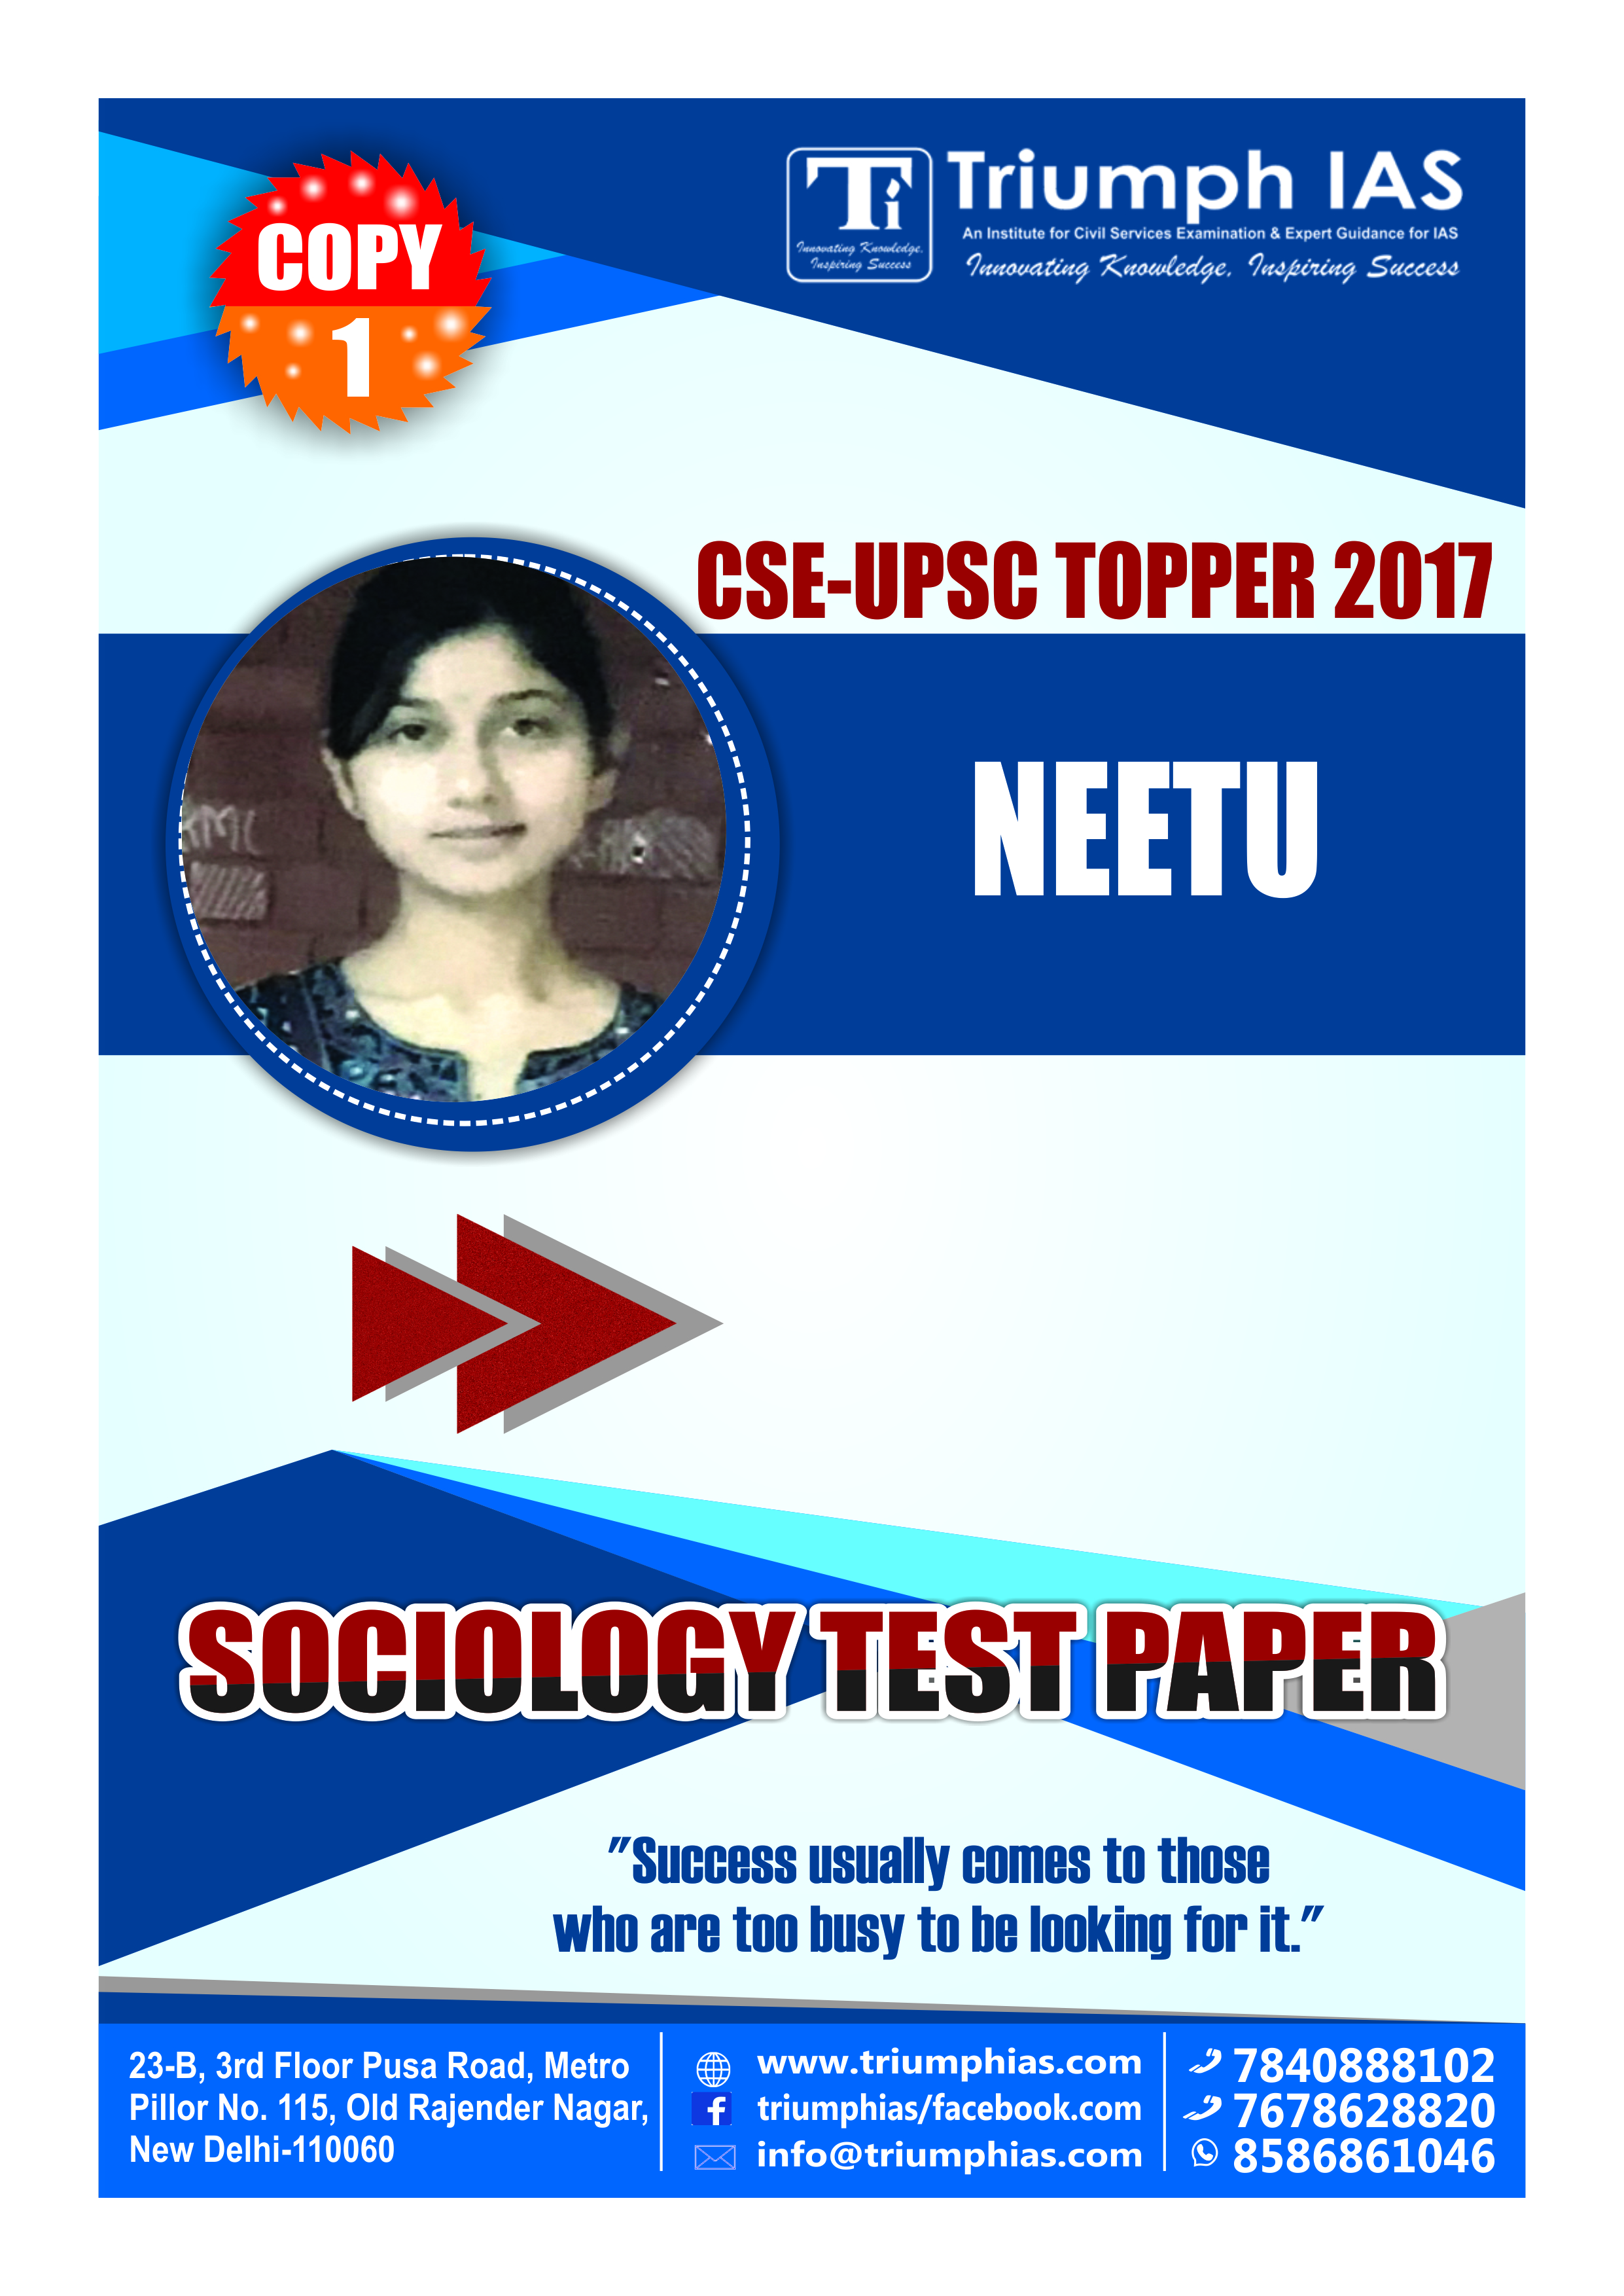 COPY
1
Ti
Innovating Knowledge,
Inspiring Success
Triumph IAS
An Institute for Civil Services Examination & Expert Guidance for IAS
Innovating Knowledge, Inspiring Success
CSE-UPSC TOPPER 2017
NEETU
SOCIOLOGY TEST PAPER
"Success usually comes to those
who are too busy to be looking for it."
23-B, 3rd Floor Pusa Road, Metro
Pillor No. 115, Old Rajender Nagar,
New Delhi-110060
www.triumphias.com
triumphias/facebook.com
info@triumphias.com
7840888102
7678628820
8586861046